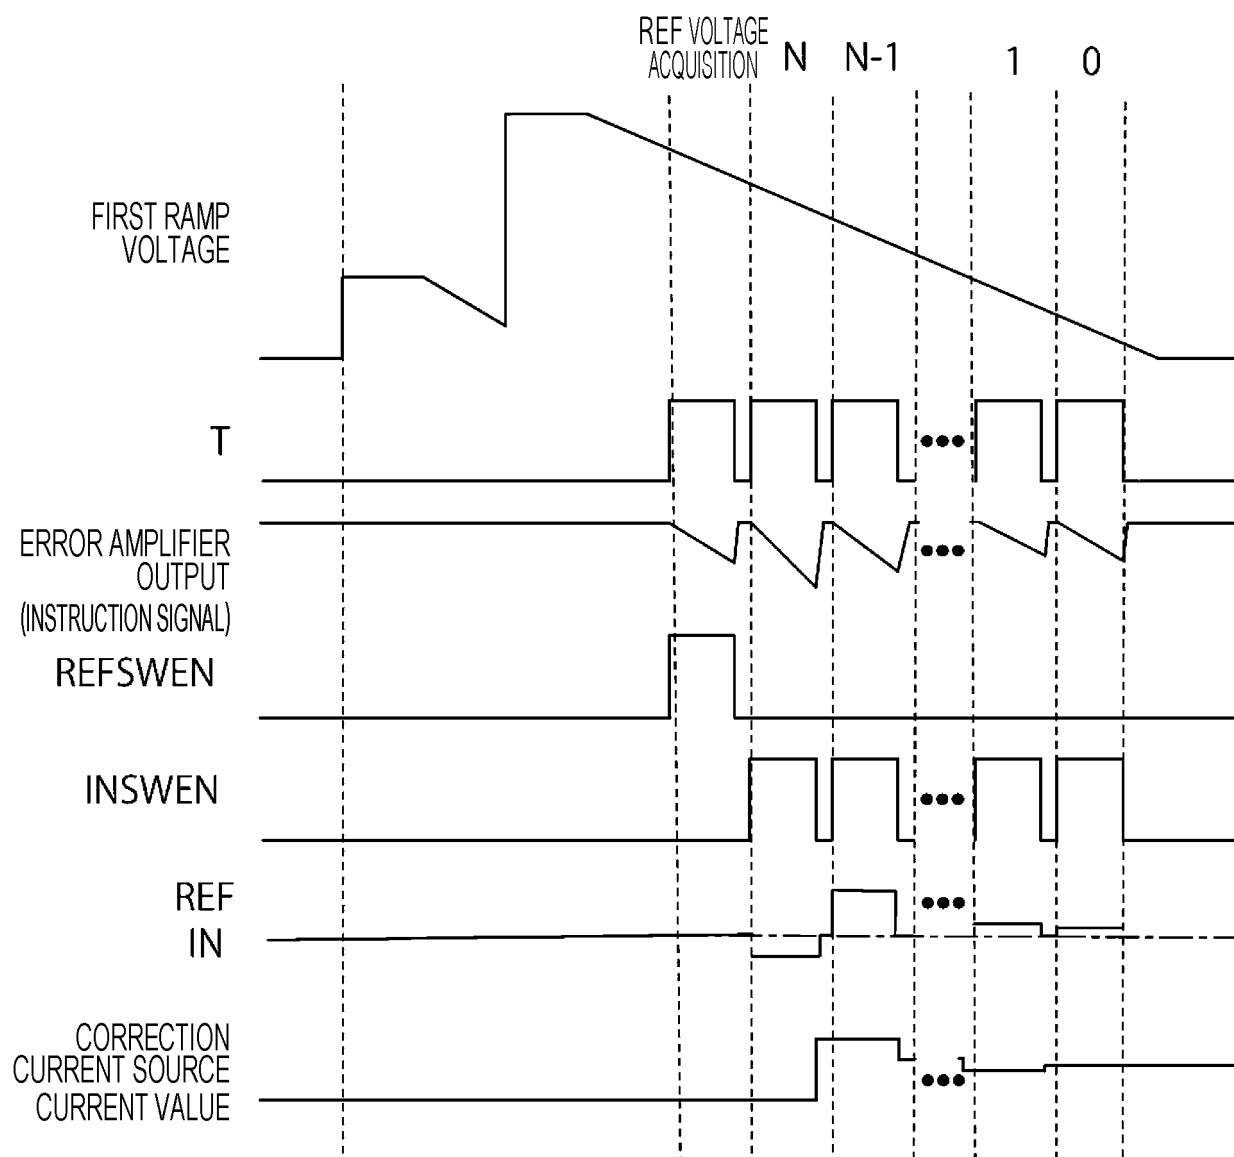 REF VOLTAGE
ACQUISITION
N
N-1
1
0
FIRST RAMP
VOLTAGE
T
ERROR AMPLIFIER
OUTPUT
(INSTRUCTION SIGNAL)
REFSWEN
INSWEN
REF
IN
CORRECTION
CURRENT SOURCE
CURRENT VALUE